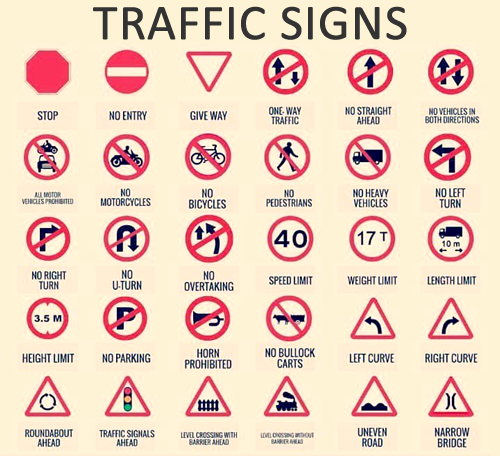 TRAFFIC SIGNS
STOP
NO ENTRY
GIVE WAY
ONE-WAY
TRAFFIC
NO STRAIGHT
AHEAD
NO VEHICLES IN
BOTH DIRECTIONS
ALL MOTOR
VEHICLES PROHIBITED
NO
MOTORCYCLES
NO
BICYCLES
NO
PEDESTRIANS
NO HEAVY
VEHICLES
NO LEFT
TURN
NO RIGHT
TURN
NO
U-TURN
NO
OVERTAKING
40
SPEED LIMIT
17 T
WEIGHT LIMIT
10 m
LENGTH LIMIT
3.5 M
HEIGHT LIMIT
P
NO PARKING
HORN
PROHIBITED
NO BULLOCK
CARTS
LEFT CURVE
RIGHT CURVE
ROUNDABOUT
AHEAD
TRAFFIC SIGNALS
AHEAD
LEVEL CROSSING WITH
BARRIER AHEAD
LEVEL CROSSING WITHOUT
BARRIER AHEAD
UNEVEN
ROAD
NARROW
BRIDGE